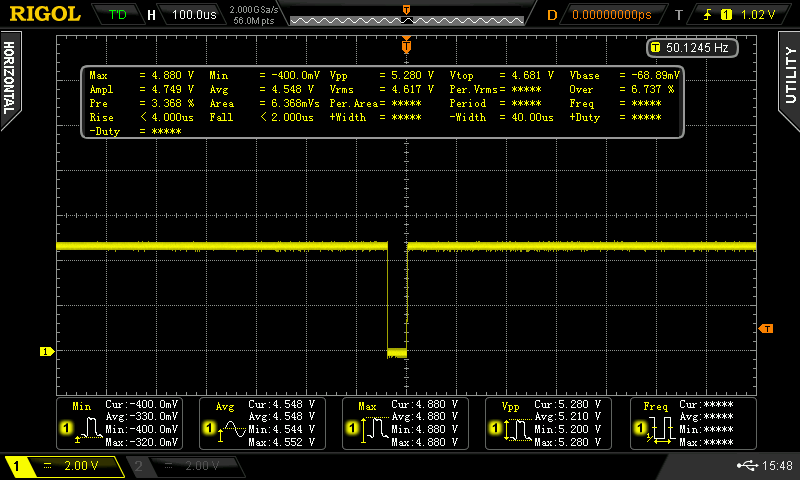 RIGOL T'D H 100.0us 2.000GSa/s 56.0M pts D 0.00000000ps T 1 1.02 V
HORIZONTAL
UTILITY
T
T 50.1245 Hz
Max = 4.880 V Min = -400.0mV Vpp = 5.280 V Vtop = 4.681 V Vbase = -68.89mV
Ampl = 4.749 V Avg = 4.548 V Vrms = 4.617 V Per.Vrms= ***** Over = 6.737 %
Pre = 3.368 % Area = 6.368mVs Per.Area= ***** Period = ***** Freq = *****
Rise < 4.000us Fall < 2.000us +Width = ***** -Width = 40.00us +Duty = *****
-Duty = *****
T
1
Min Cur:-400.0mV Avg:-330.0mV Min:-400.0mV Max:-320.0mV
1
Avg Cur:4.548 V Avg:4.548 V Min:4.544 V Max:4.552 V
1
Max Cur:4.880 V Avg:4.880 V Min:4.880 V Max:4.880 V
1
Vpp Cur:5.280 V Avg:5.210 V Min:5.200 V Max:5.280 V
1
Freq Cur:***** Avg:***** Min:***** Max:*****
1
1 = 2.00 V 2 = 2.00 V 15:48